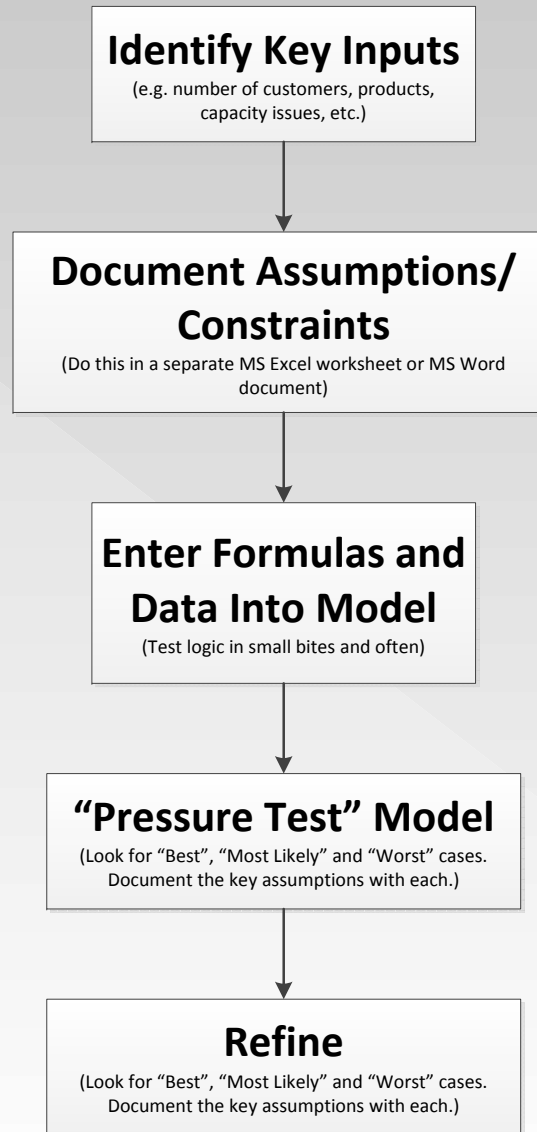 Identify Key Inputs
(e.g. number of customers, products,
capacity issues, etc.)
Document Assumptions/
Constraints
(Do this in a separate MS Excel worksheet or MS Word
document)
Enter Formulas and
Data Into Model
(Test logic in small bites and often)
“Pressure Test” Model
(Look for “Best”, “Most Likely” and “Worst” cases.
Document the key assumptions with each.)
Refine
(Look for “Best”, “Most Likely” and “Worst” cases.
Document the key assumptions with each.)